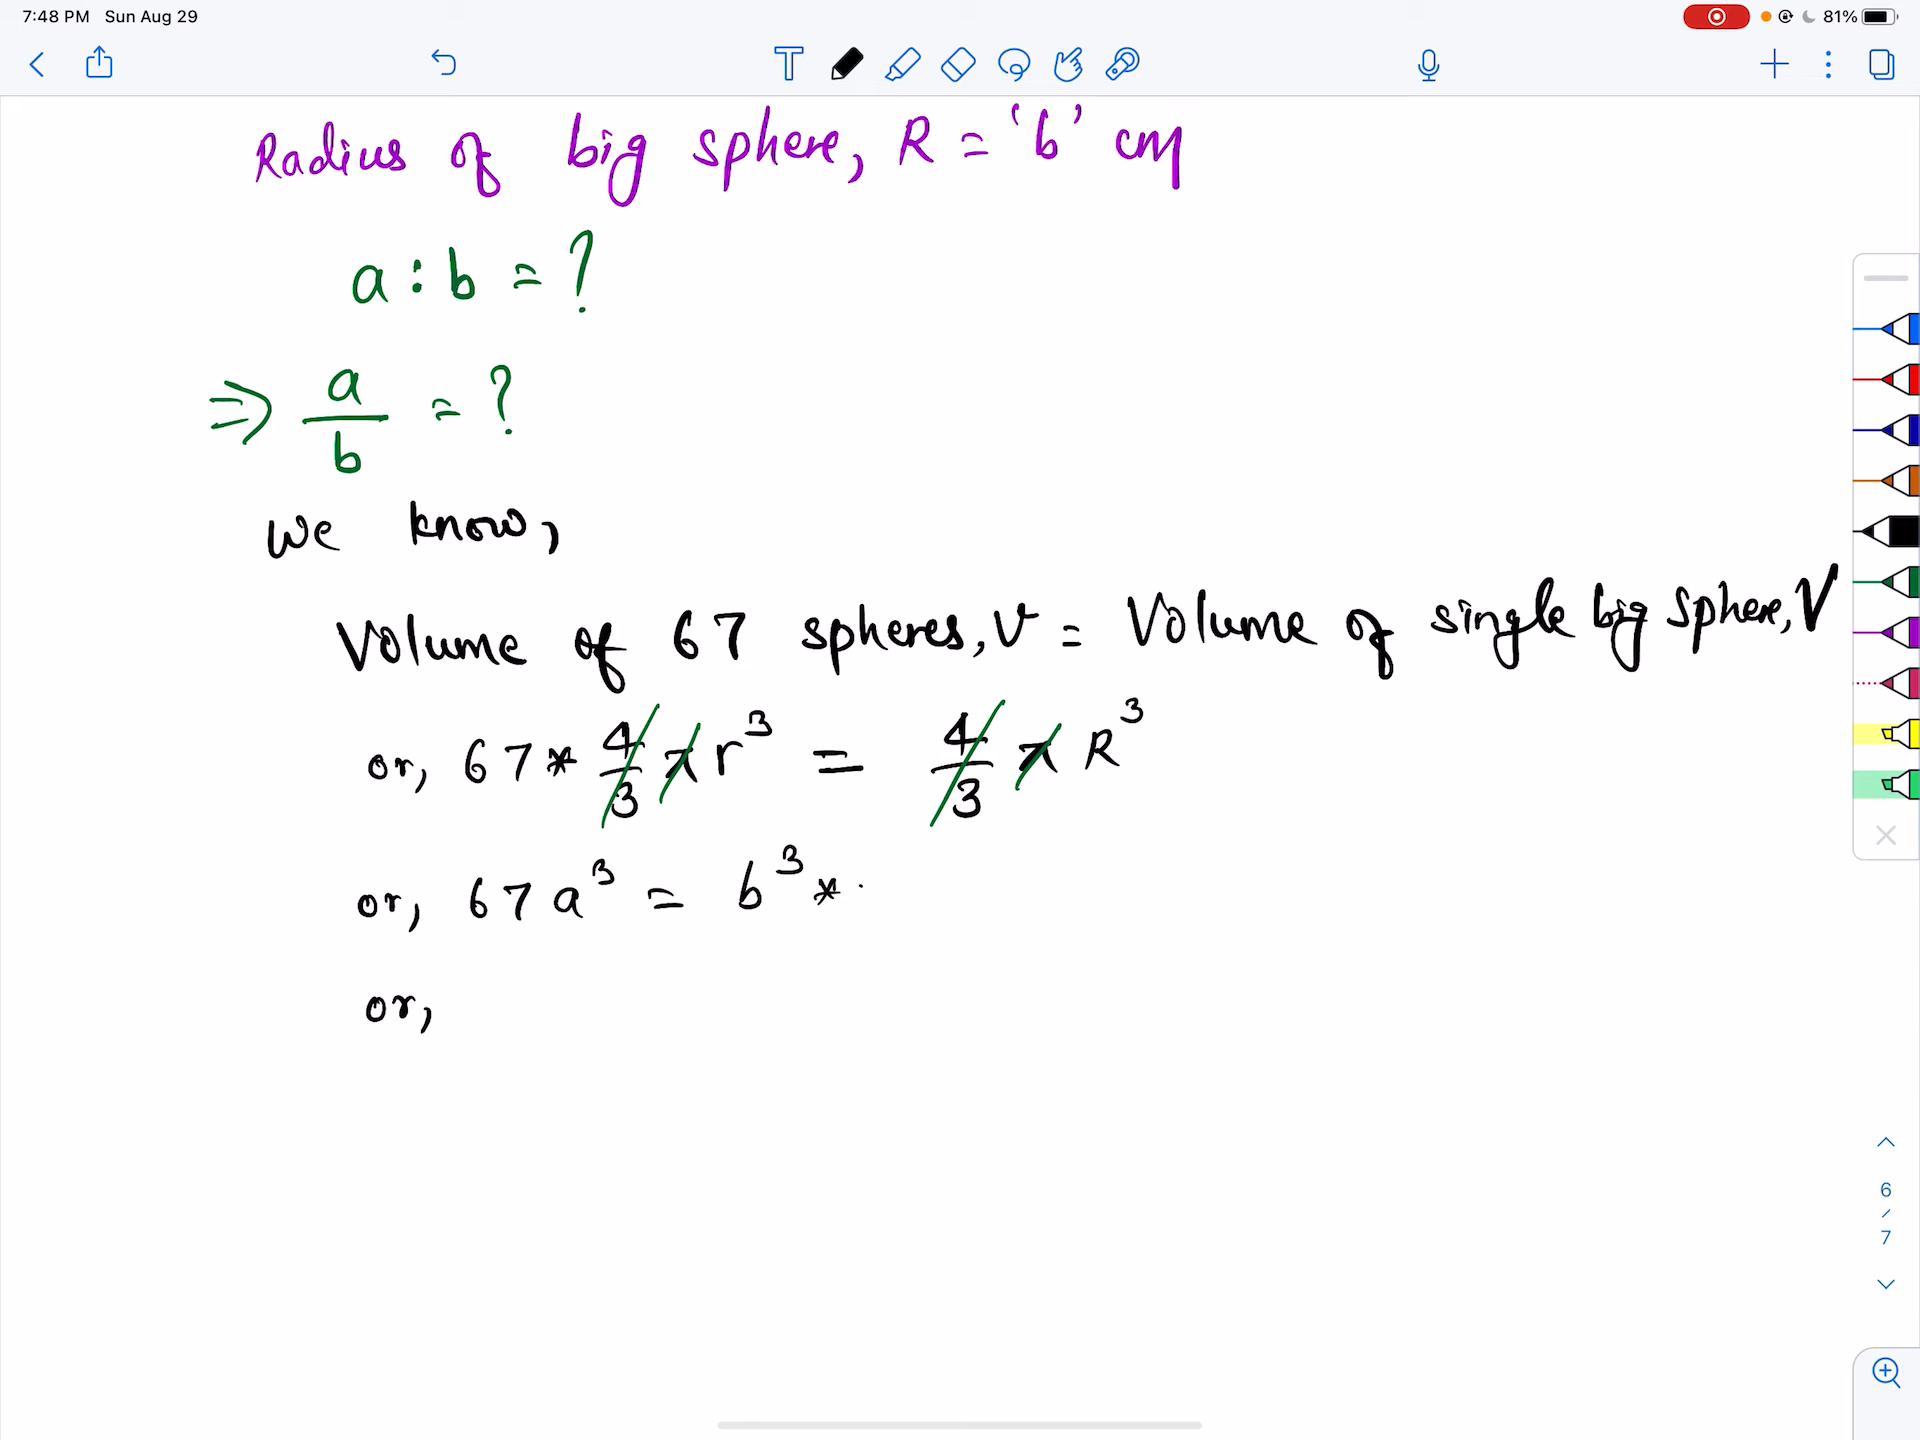 7:48 PM Sun Aug 29
81%
T
Radius of big sphere, R = 'b' cm
a : b = ?
⇒ a/b = ?
We know,
Volume of 67 spheres, V = Volume of single big sphere, V
or, 67 * 4/3 π r³ = 4/3 π R³
or, 67 a³ = b³ * .
or,
6
/
7